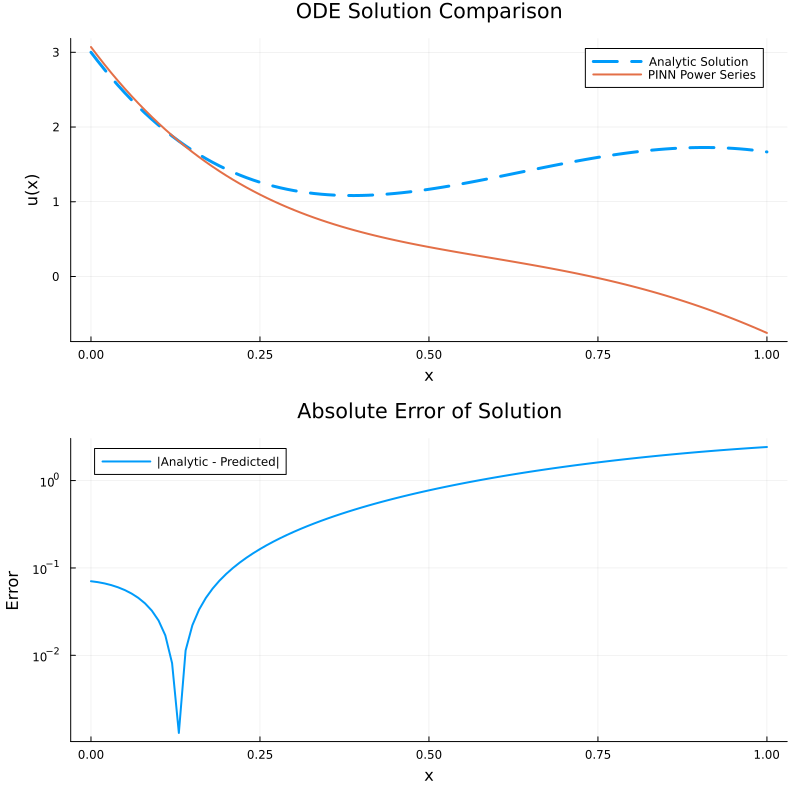 ODE Solution Comparison
Analytic Solution
PINN Power Series
u(x)
3
2
1
0
0.00 0.25 0.50 0.75 1.00
x
Absolute Error of Solution
|Analytic - Predicted|
Error
10⁰
10⁻¹
10⁻²
0.00 0.25 0.50 0.75 1.00
x